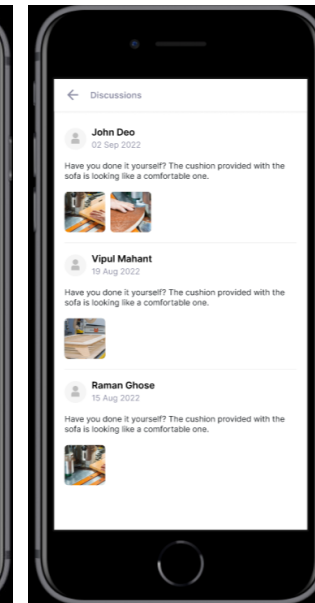 Discussions
John Deo
02 Sep 2022
Have you done it yourself? The cushion provided with the
sofa is looking like a comfortable one.
Vipul Mahant
19 Aug 2022
Have you done it yourself? The cushion provided with the
sofa is looking like a comfortable one.
Raman Ghose
15 Aug 2022
Have you done it yourself? The cushion provided with the
sofa is looking like a comfortable one.